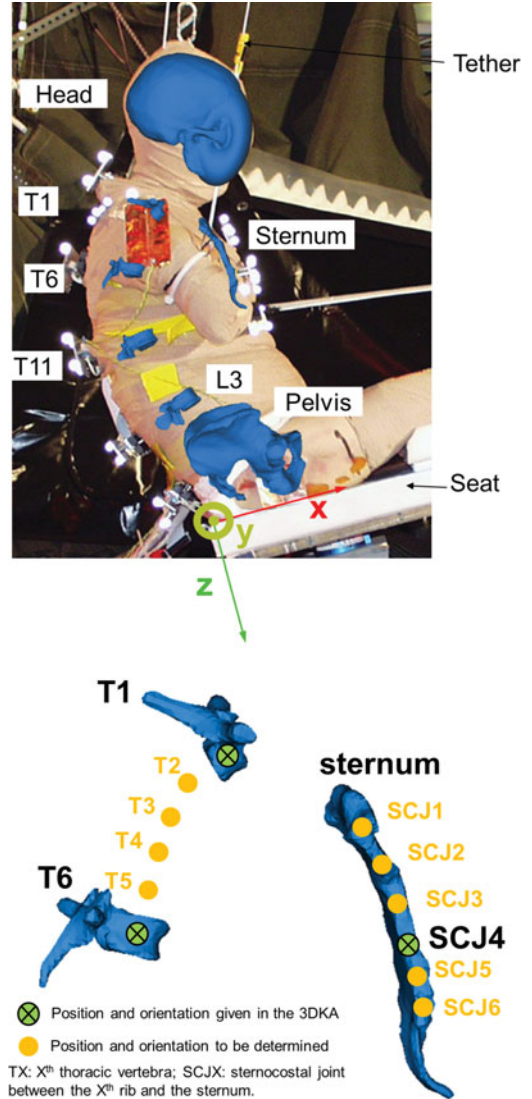 Tether
Head
T1
Sternum
T6
T11
L3
Pelvis
Seat
x
y
z
T1
T2
sternum
T3
SCJ1
T4
SCJ2
T6
T5
SCJ3
SCJ4
SCJ5
SCJ6
Position and orientation given in the 3DKA
Position and orientation to be determined
TX: Xth thoracic vertebra; SCJX: sternocostal joint
between the Xth rib and the sternum.